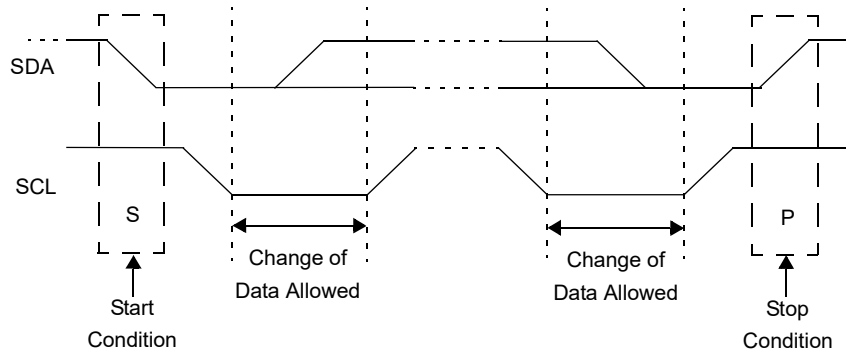 SDA
SCL
S
P
Change of
Data Allowed
Change of
Data Allowed
Start
Condition
Stop
Condition